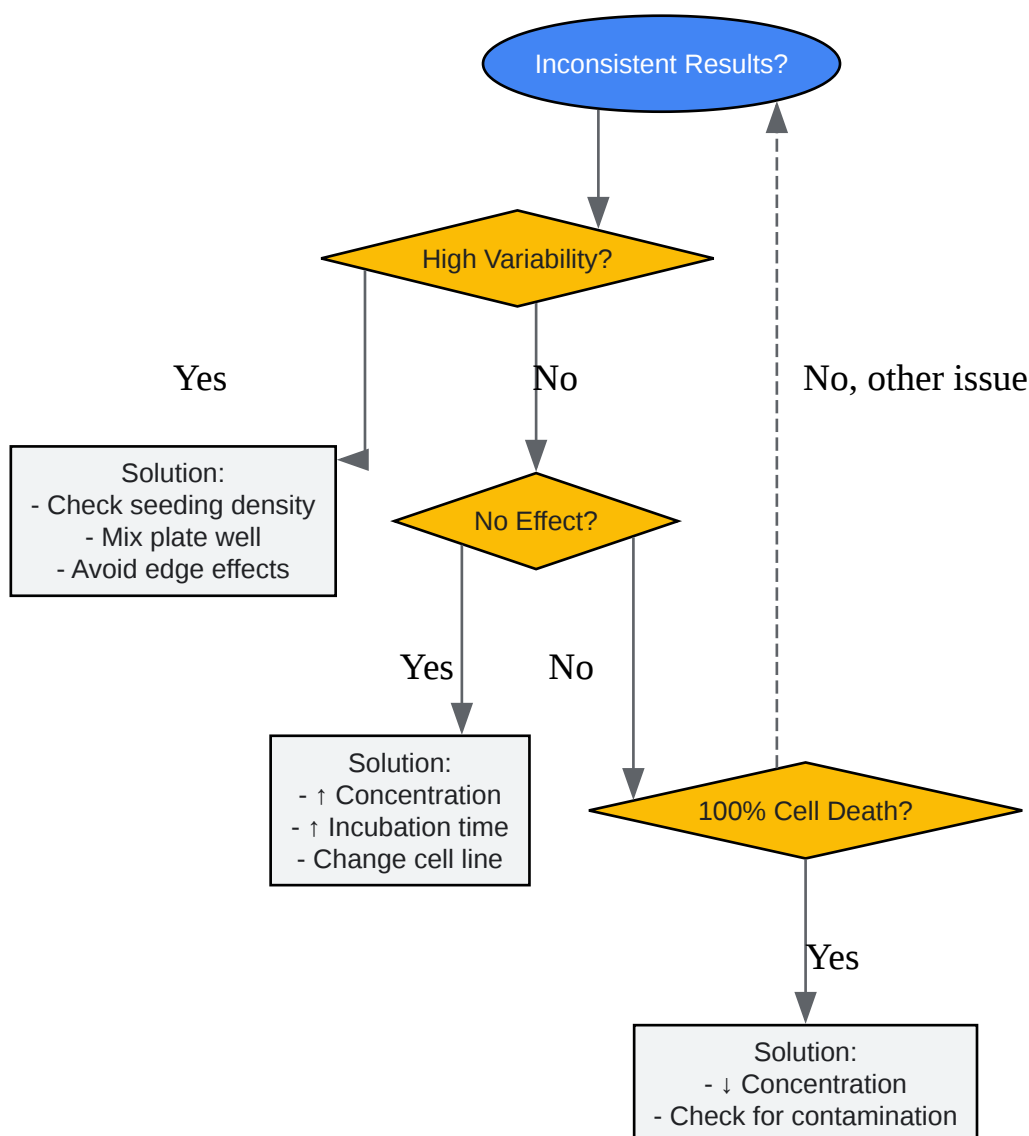 Inconsistent Results?
High Variability?
Yes
No
No, other issue
Solution:
- Check seeding density
- Mix plate well
- Avoid edge effects
No Effect?
Yes
No
Solution:
- ↑ Concentration
- ↑ Incubation time
- Change cell line
100% Cell Death?
Yes
Solution:
- ↓ Concentration
- Check for contamination